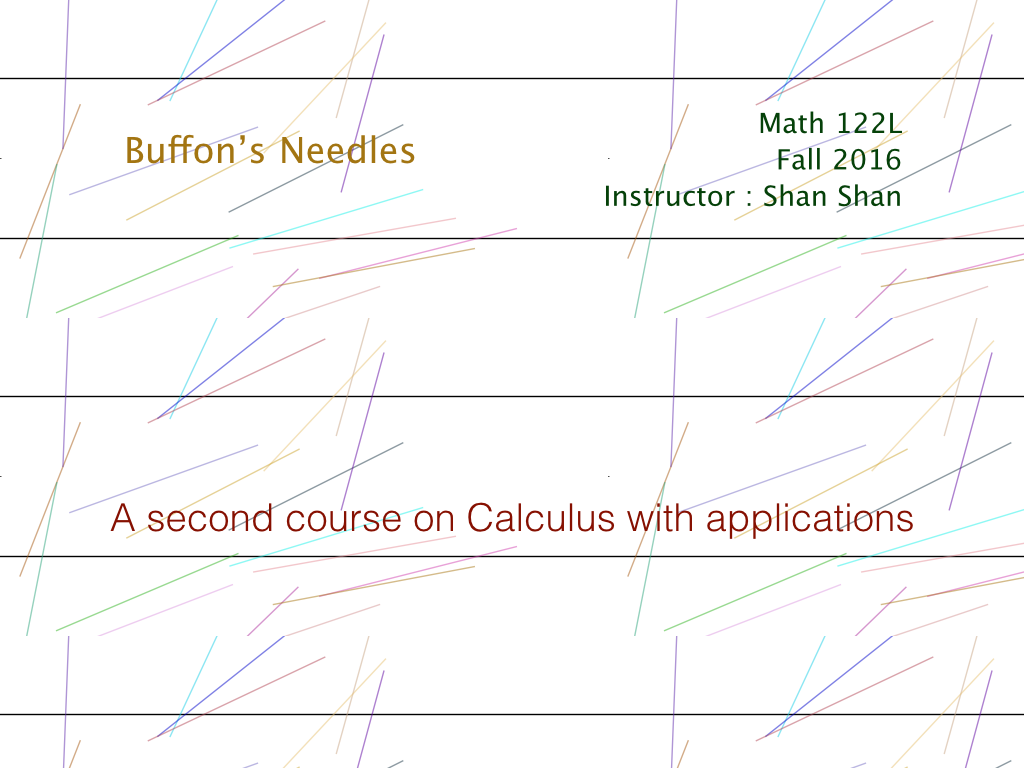 Buffon’s Needles
Math 122L
Fall 2016
Instructor : Shan Shan
A second course on Calculus with applications